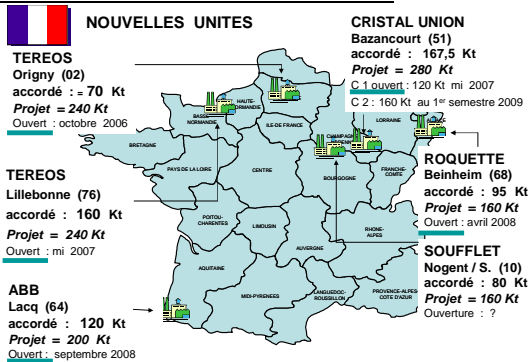 NOUVELLES UNITES
TEREOS
Origny (02)
accordé : = 70 Kt
Projet = 240 Kt
Ouvert : octobre 2006
TEREOS
Lillebonne (76)
accordé : 160 Kt
Projet = 240 Kt
Ouvert : mi 2007
ABB
Lacq (64)
accordé : 120 Kt
Projet = 200 Kt
Ouvert : septembre 2008
CRISTAL UNION
Bazancourt (51)
accordé : 167,5 Kt
Projet = 280 Kt
C 1 ouvert : 120 Kt mi 2007
C 2 : 160 Kt au 1er semestre 2009
ROQUETTE
Beinheim (68)
accordé : 95 Kt
Projet = 160 Kt
Ouvert : avril 2008
SOUFFLET
Nogent / S. (10)
accordé : 80 Kt
Projet = 160 Kt
Ouverture : ?
HAUTE-
NORMANDIE
BASSE-
NORMANDIE
ILE-DE FRANCE
LORRAINE
BRETAGNE
PAYS DE LA LOIRE
CENTRE
BOURGOGNE
FRANCHE-
COMTE
POITOU-
CHARENTES
LIMOUSIN
AUVERGNE
RHONE-
ALPES
AQUITAINE
MIDI-PYRENEES
LANGUEDOC-
ROUSSILLON
PROVENCE-ALPES
COTE D'AZUR